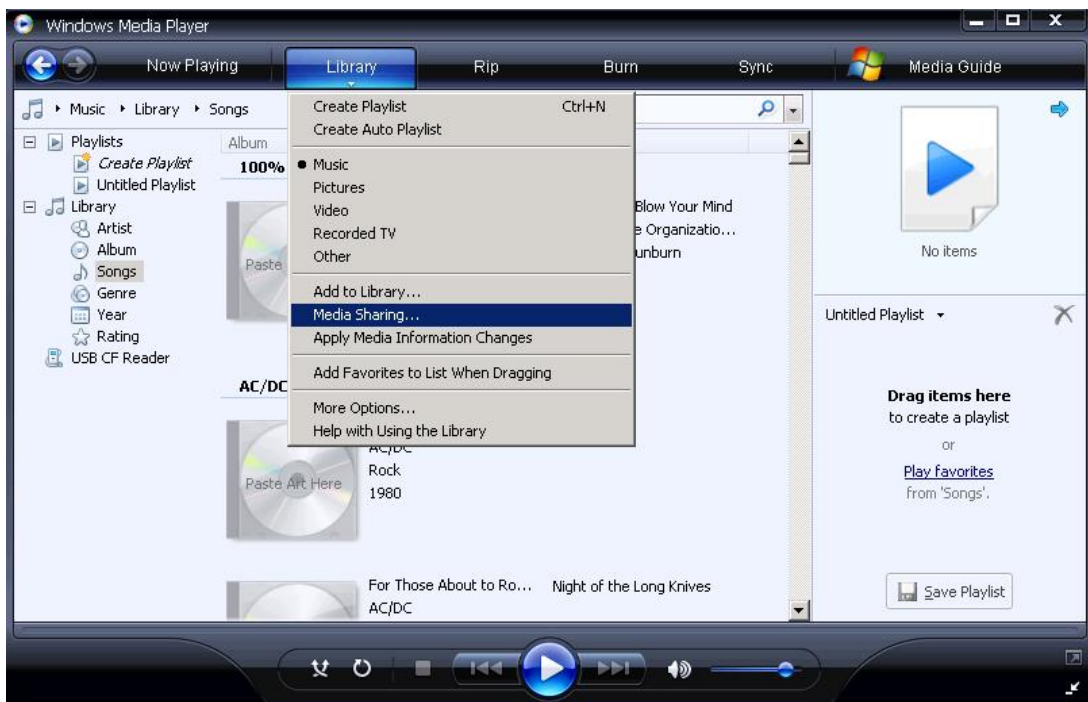 Windows Media Player
Now Playing
Library
Rip
Burn
Sync
Media Guide
Music Library Songs
Playlists
Create Playlist
Untitled Playlist
Library
Artist
Album
Songs
Genre
Year
Rating
USB CF Reader
Create Playlist Ctrl+N
Create Auto Playlist
Music
Pictures
Video
Recorded TV
Other
Add to Library...
Media Sharing...
Apply Media Information Changes
Add Favorites to List When Dragging
More Options...
Help with Using the Library
Album
100%
Paste
Blow Your Mind
e Organizatio...
unburn
AC/DC
AC/DC
Rock
1980
Paste Art Here
For Those About to Ro... Night of the Long Knives
AC/DC
No items
Untitled Playlist
Drag items here
to create a playlist
or
Play favorites
from 'Songs'.
Save Playlist